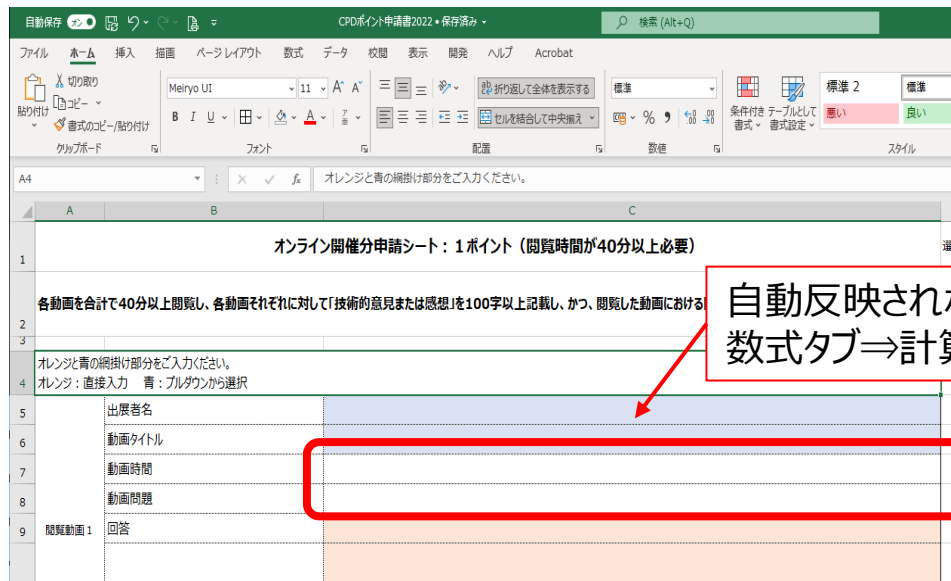 自動保存 オン CPDポイント申請書2022 • 保存済み 検索 (Alt+Q)
ファイル ホーム 挿入 描画 ページ レイアウト 数式 データ 校閲 表示 開発 ヘルプ Acrobat
切り取り Meiryo UI 11 A^ Aˇ 折り返して全体を表示する 標準 標準 2 標準
貼り付け コピー 条件付き書式 テーブルとして書式設定 悪い 良い
書式のコピー/貼り付け B I U A セルを結合して中央揃え % 9
クリップボード フォント 配置 数値 スタイル
A4 fx オレンジと青の網掛け部分をご入力ください。
A B C
1 オンライン開催分申請シート：１ポイント（閲覧時間が40分以上必要）
2 各動画を合計で40分以上閲覧し、各動画それぞれに対して「技術的意見または感想」を100字以上記載し、かつ、閲覧した動画における
自動反映され
数式タブ⇒計
3
オレンジと青の網掛け部分をご入力ください。
4 オレンジ：直接入力　青：プルダウンから選択
5 出展者名
6 動画タイトル
7 動画時間
8 動画問題
9 閲覧動画１ 回答